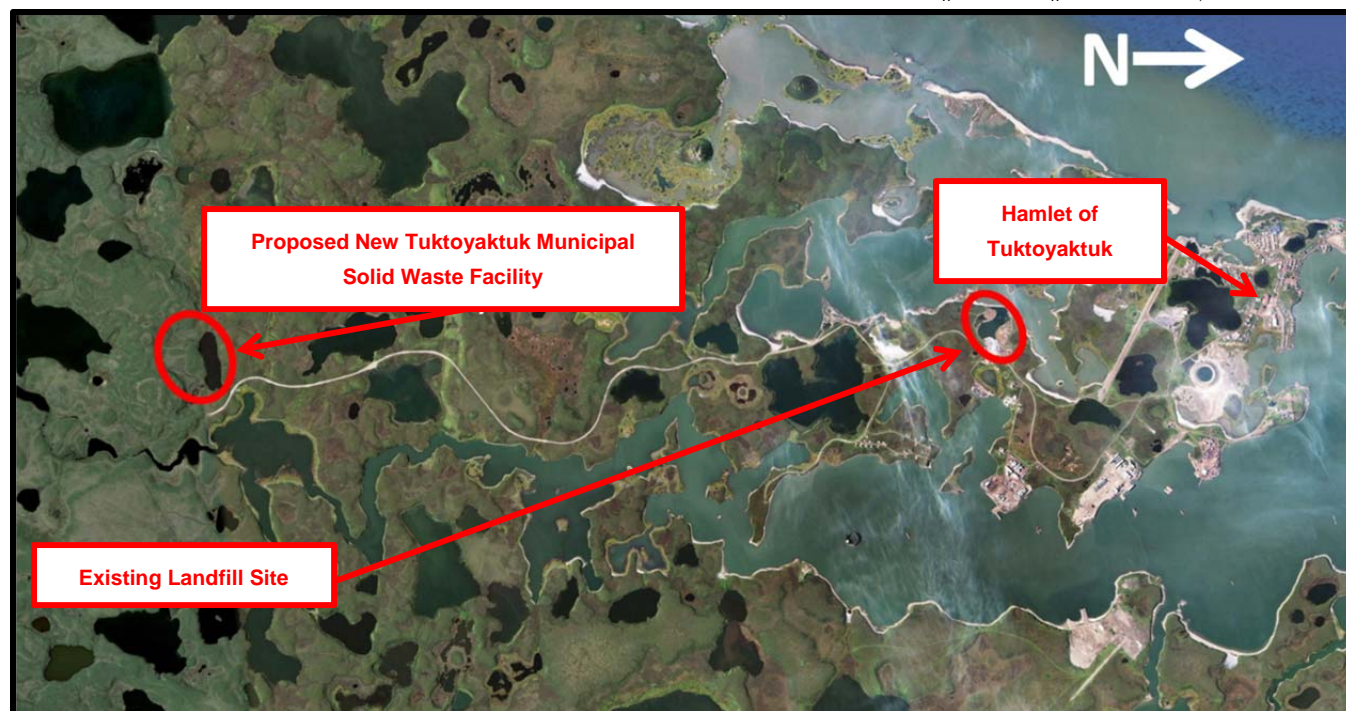 N
Hamlet of
Tuktoyaktuk
Proposed New Tuktoyaktuk Municipal
Solid Waste Facility
Existing Landfill Site